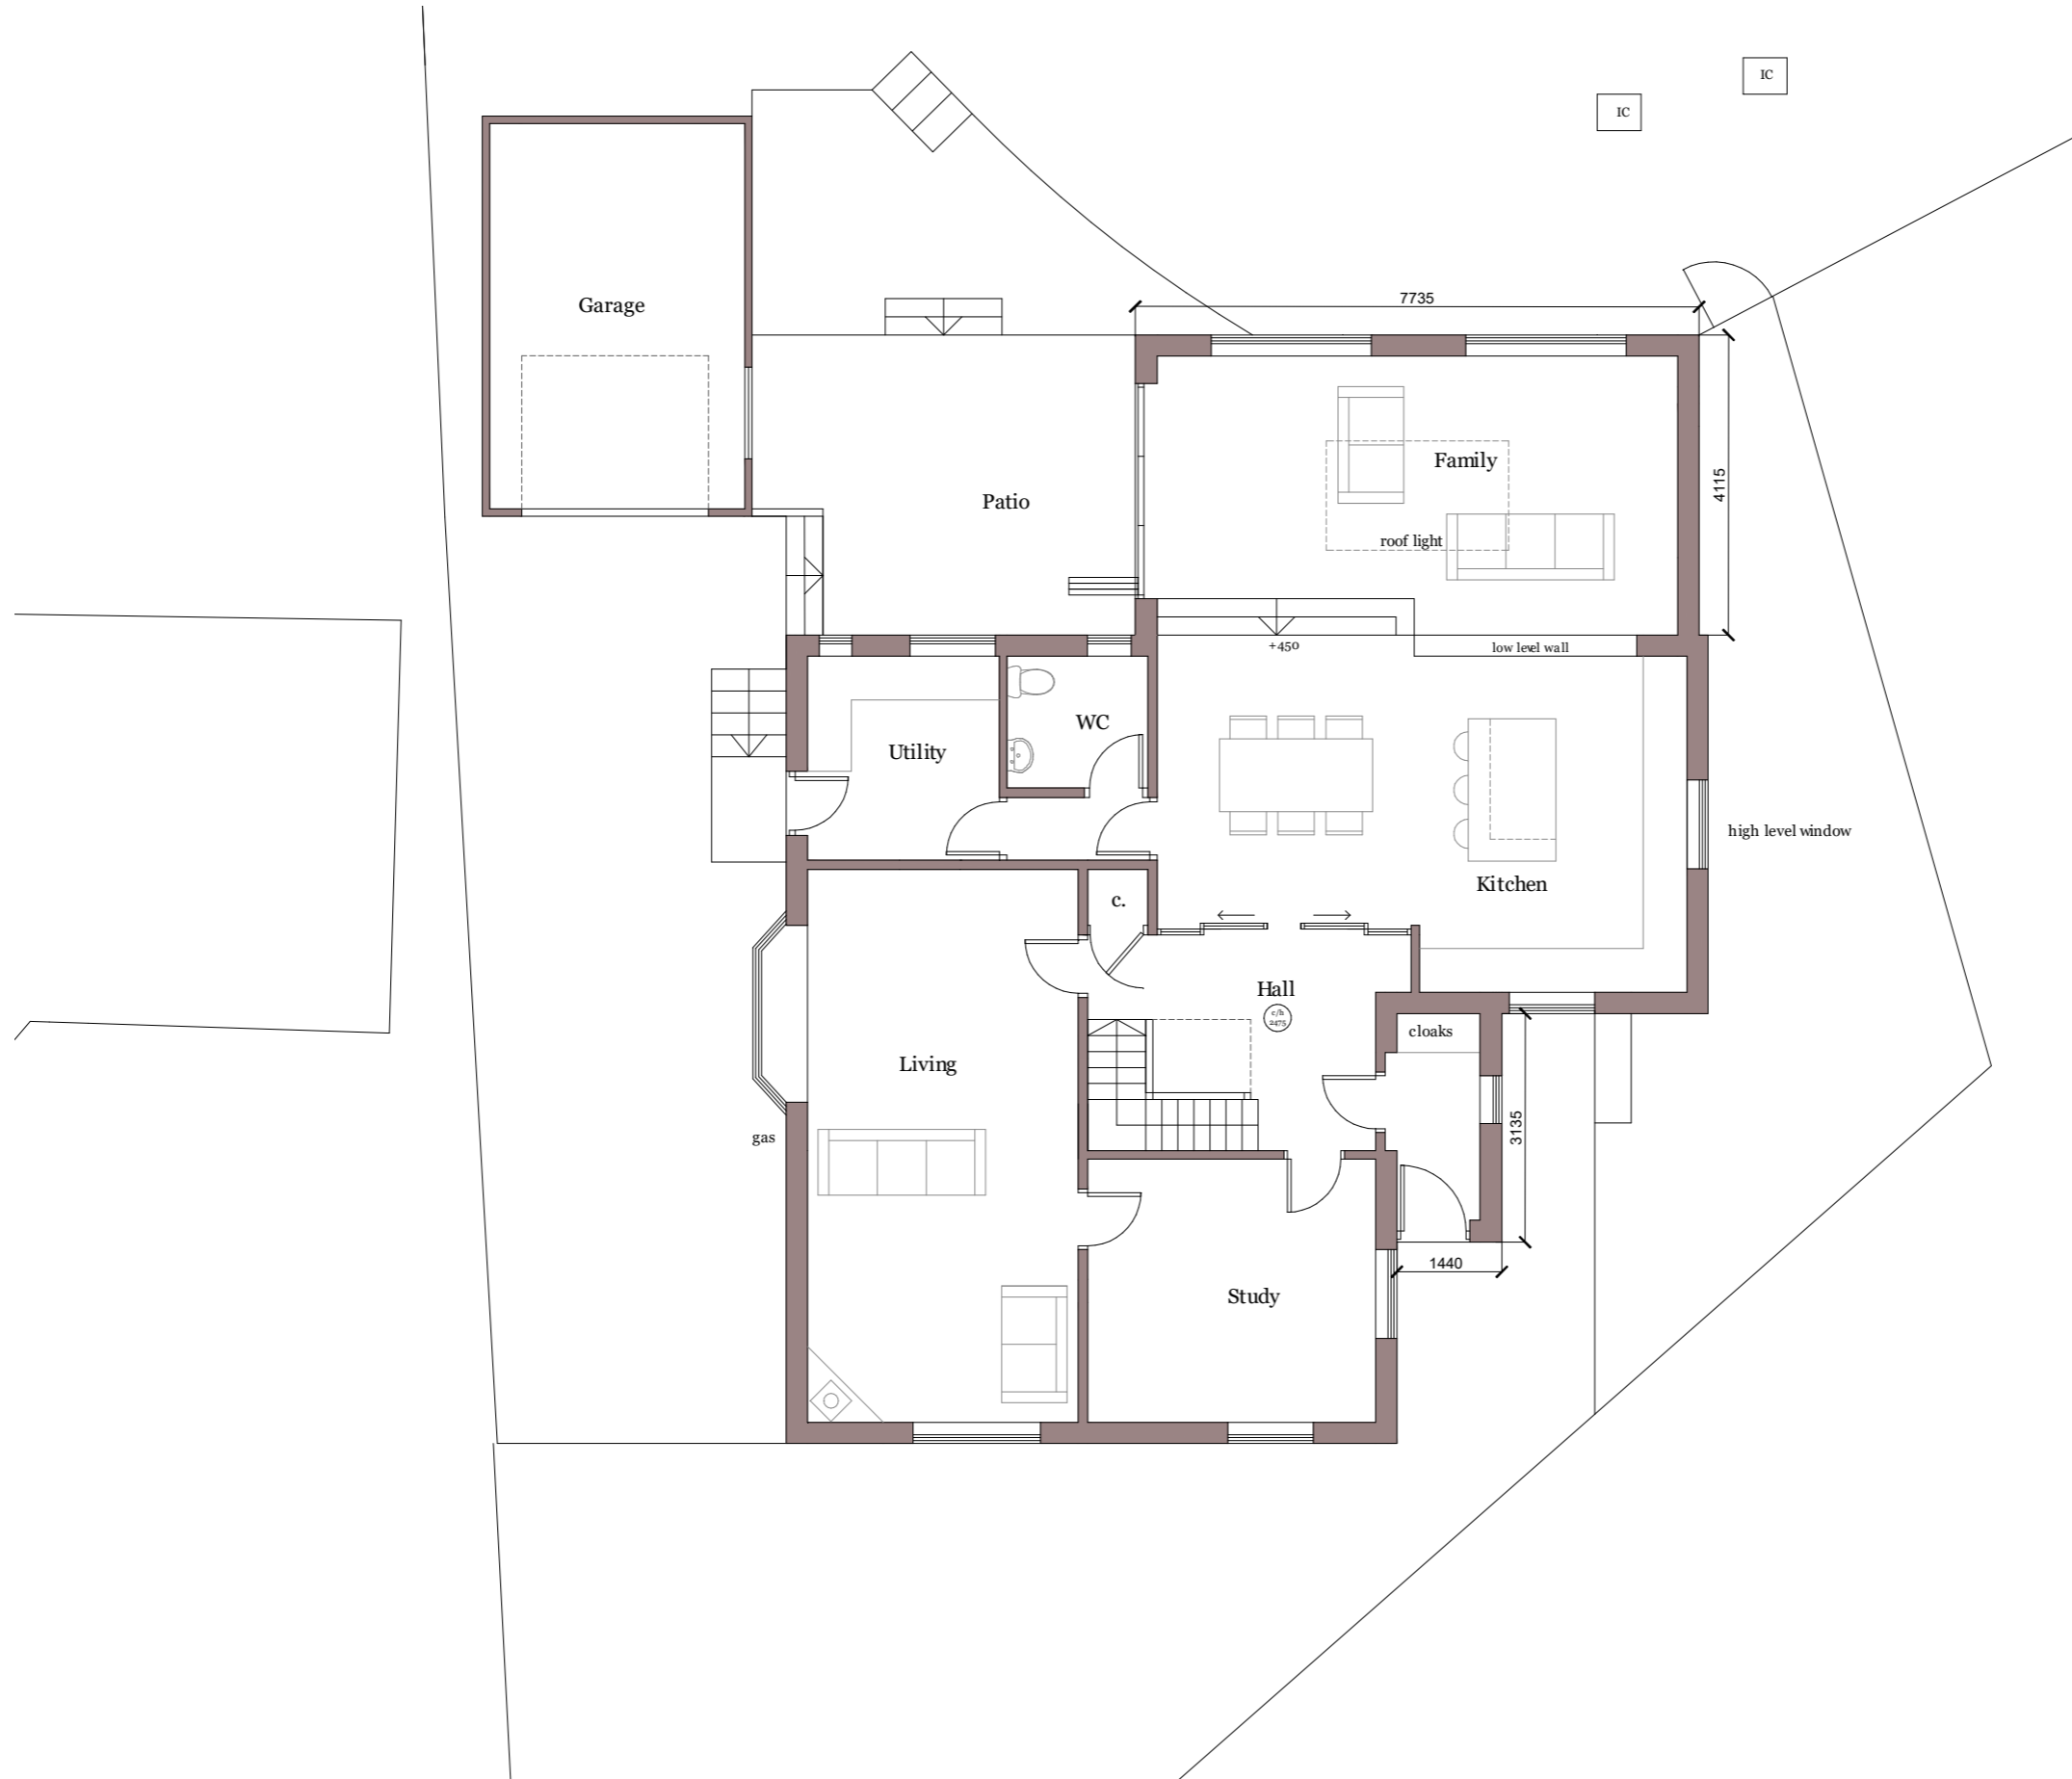 IC
IC
7735
Garage
4115
Family
Patio
roof light
+450
low level wall
WC
Utility
high level window
Kitchen
c.
Hall
c/h
2475
cloaks
Living
3135
gas
1440
Study